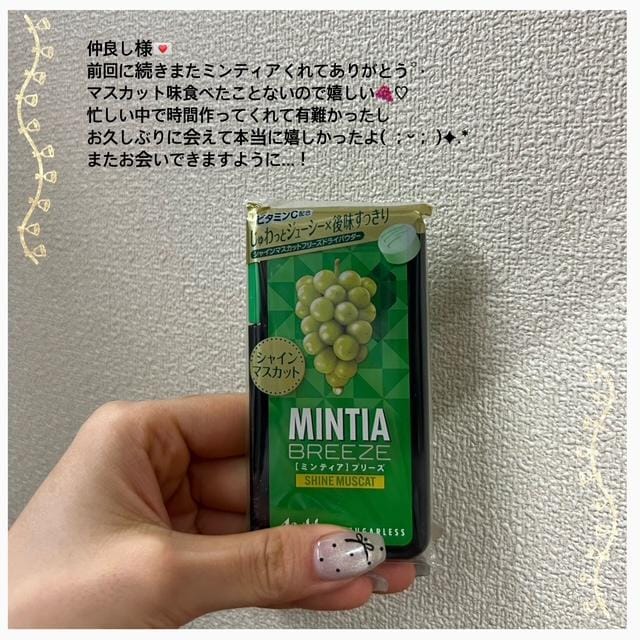 仲良し様💌
前回に続きまたミンティアくれてありがとう゜·
マスカット味食べたことないので嬉しい🍇♡
忙しい中で時間作ってくれて有難かったし
お久しぶりに会えて本当に嬉しかったよ( ；ᵕ； )✦.*
またお会いできますように...！
ビタミンC配合
じゅわっとジューシー×後味すっきり
シャインマスカットフリーズドライパウダー
シャイン
マスカット
MINTIA
BREEZE
[ミンティア]ブリーズ
SHINE MUSCAT